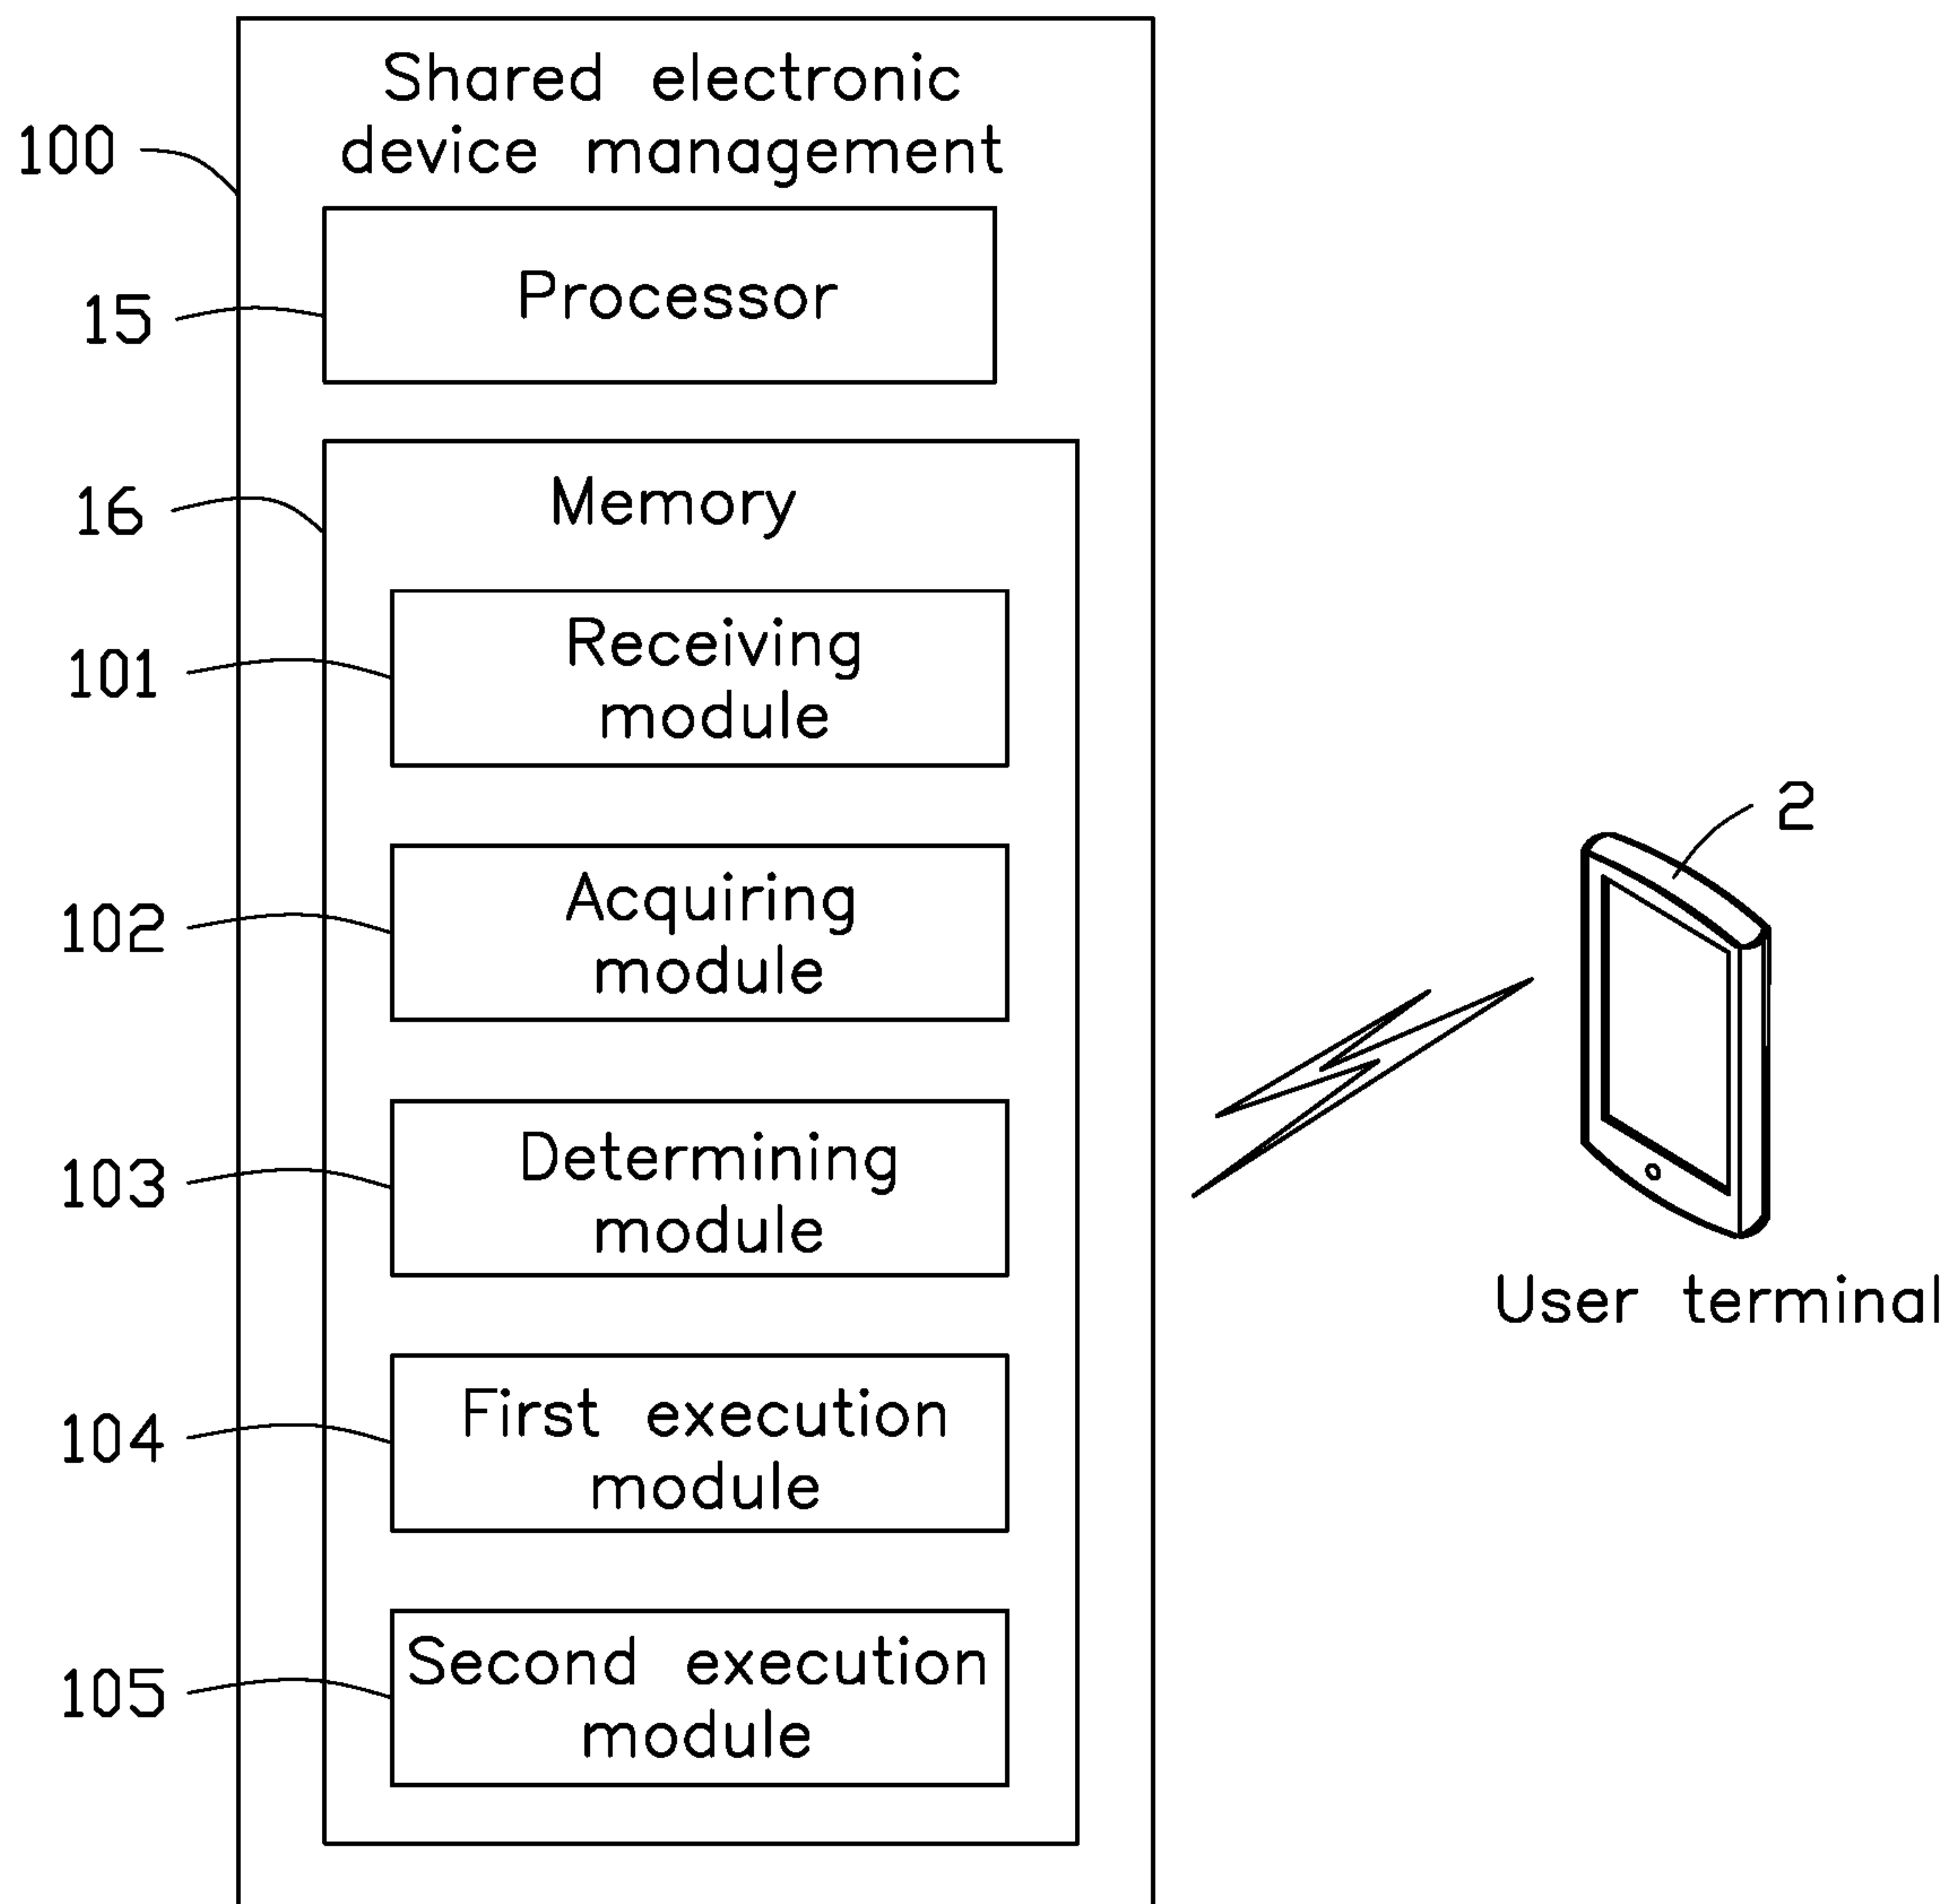 Shared electronic
device management
100
Processor
15
Memory
16
Receiving
module
101
2
Acquiring
module
102
Determining
module
103
User terminal
First execution
module
104
Second execution
module
105